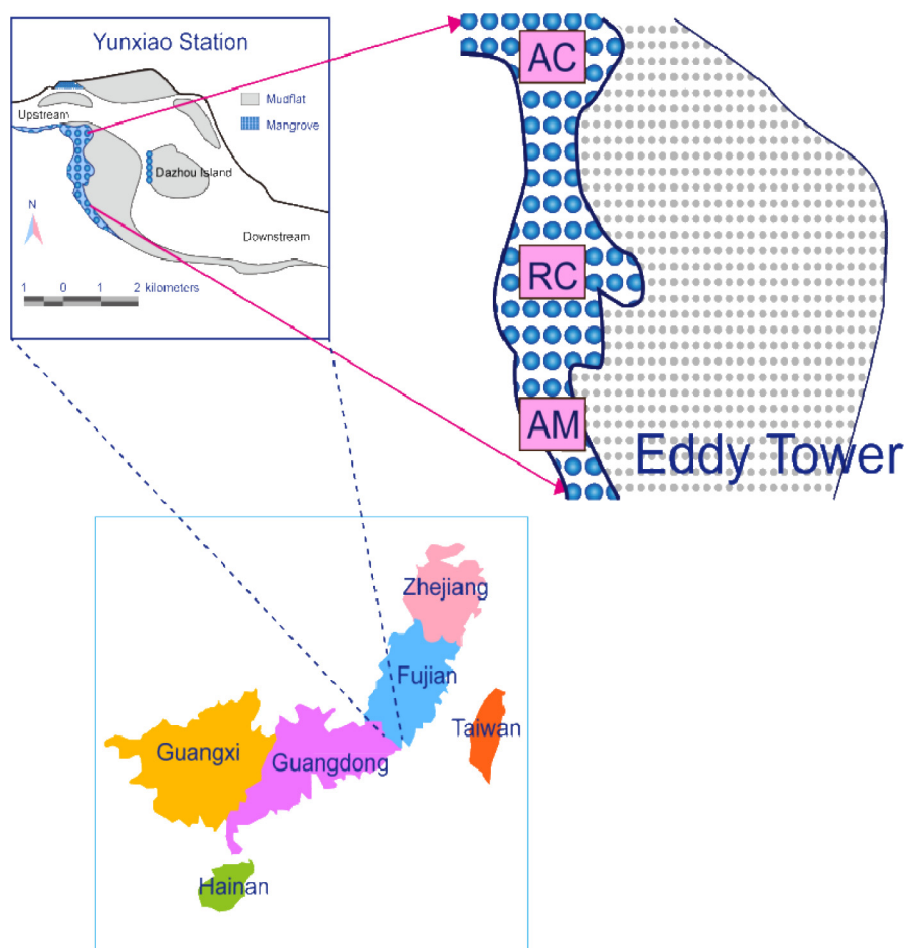 Yunxiao Station
Mudflat
Mangrove
Upstream
Dazhou Island
N
Downstream
1 0 1 2 kilometers
AC
RC
AM
Eddy Tower
Zhejiang
Fujian
Taiwan
Guangxi
Guangdong
Hainan